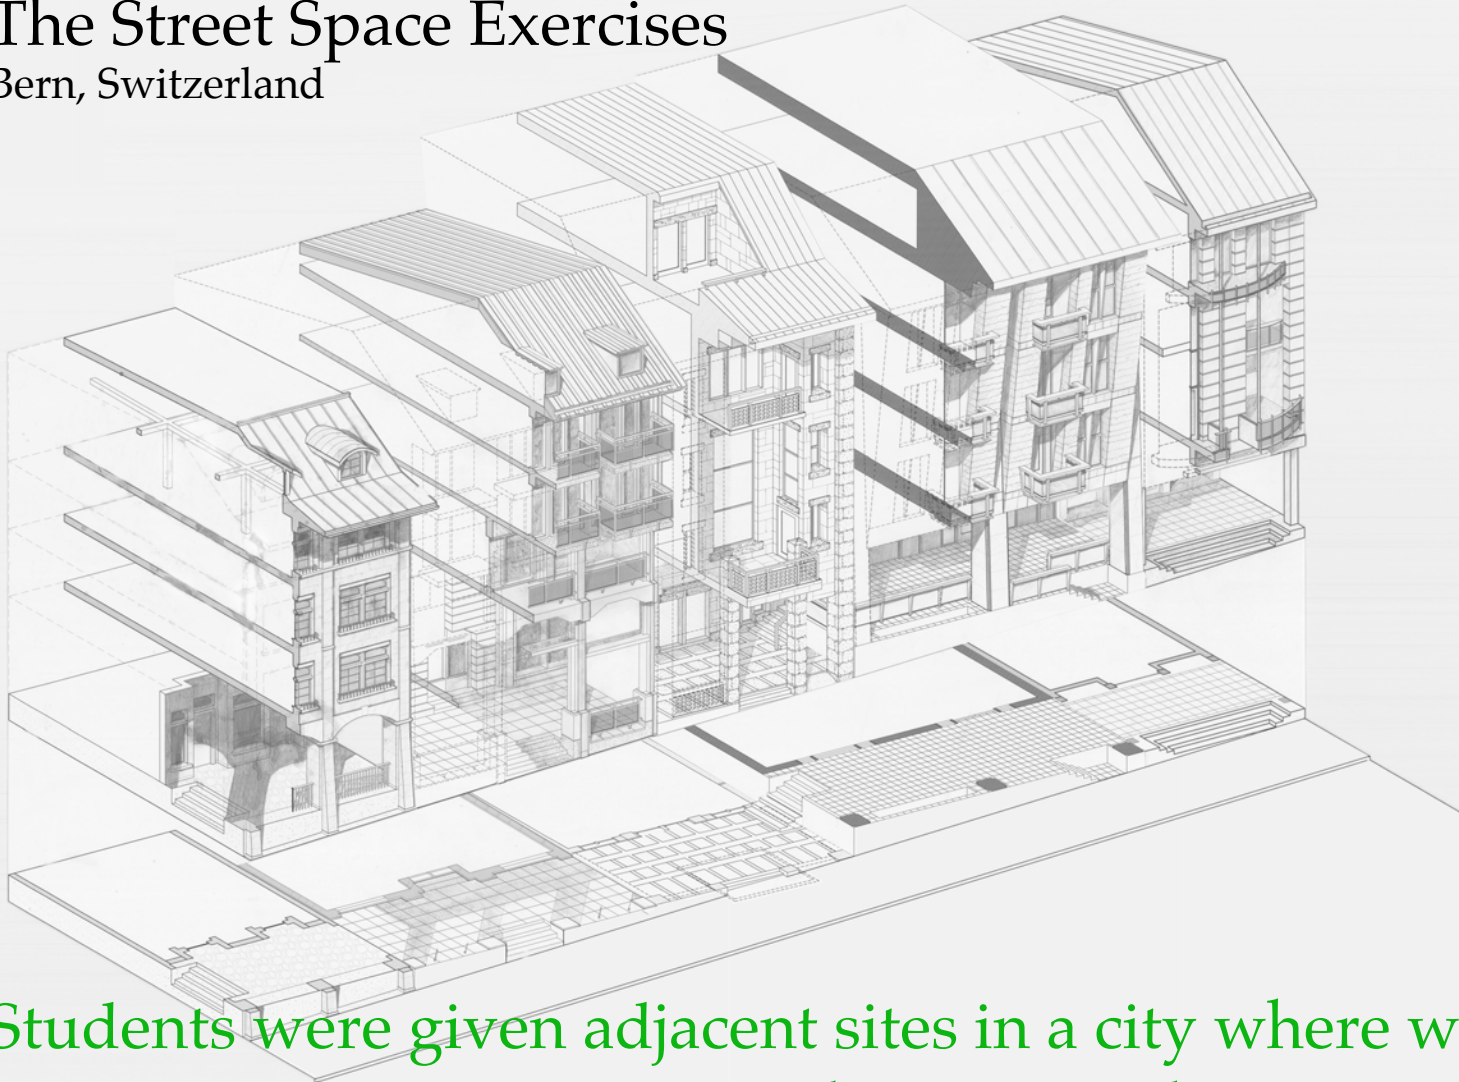 The Street Space Exercises
Bern, Switzerland
Students were given adjacent sites in a city where w